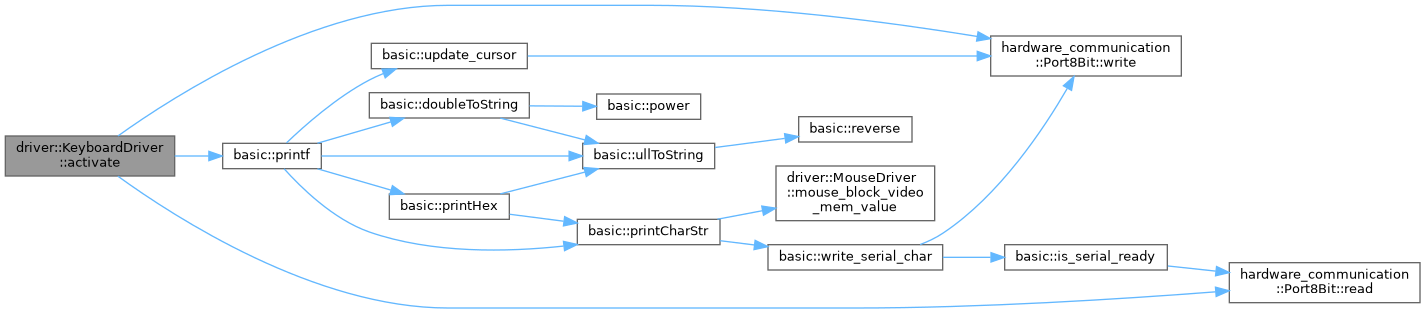 driver::KeyboardDriver
::activate
basic::printf
basic::update_cursor
basic::doubleToString
basic::printHex
basic::power
basic::ullToString
basic::printCharStr
basic::reverse
driver::MouseDriver
::mouse_block_video
_mem_value
basic::write_serial_char
hardware_communication
::Port8Bit::write
basic::is_serial_ready
hardware_communication
::Port8Bit::read